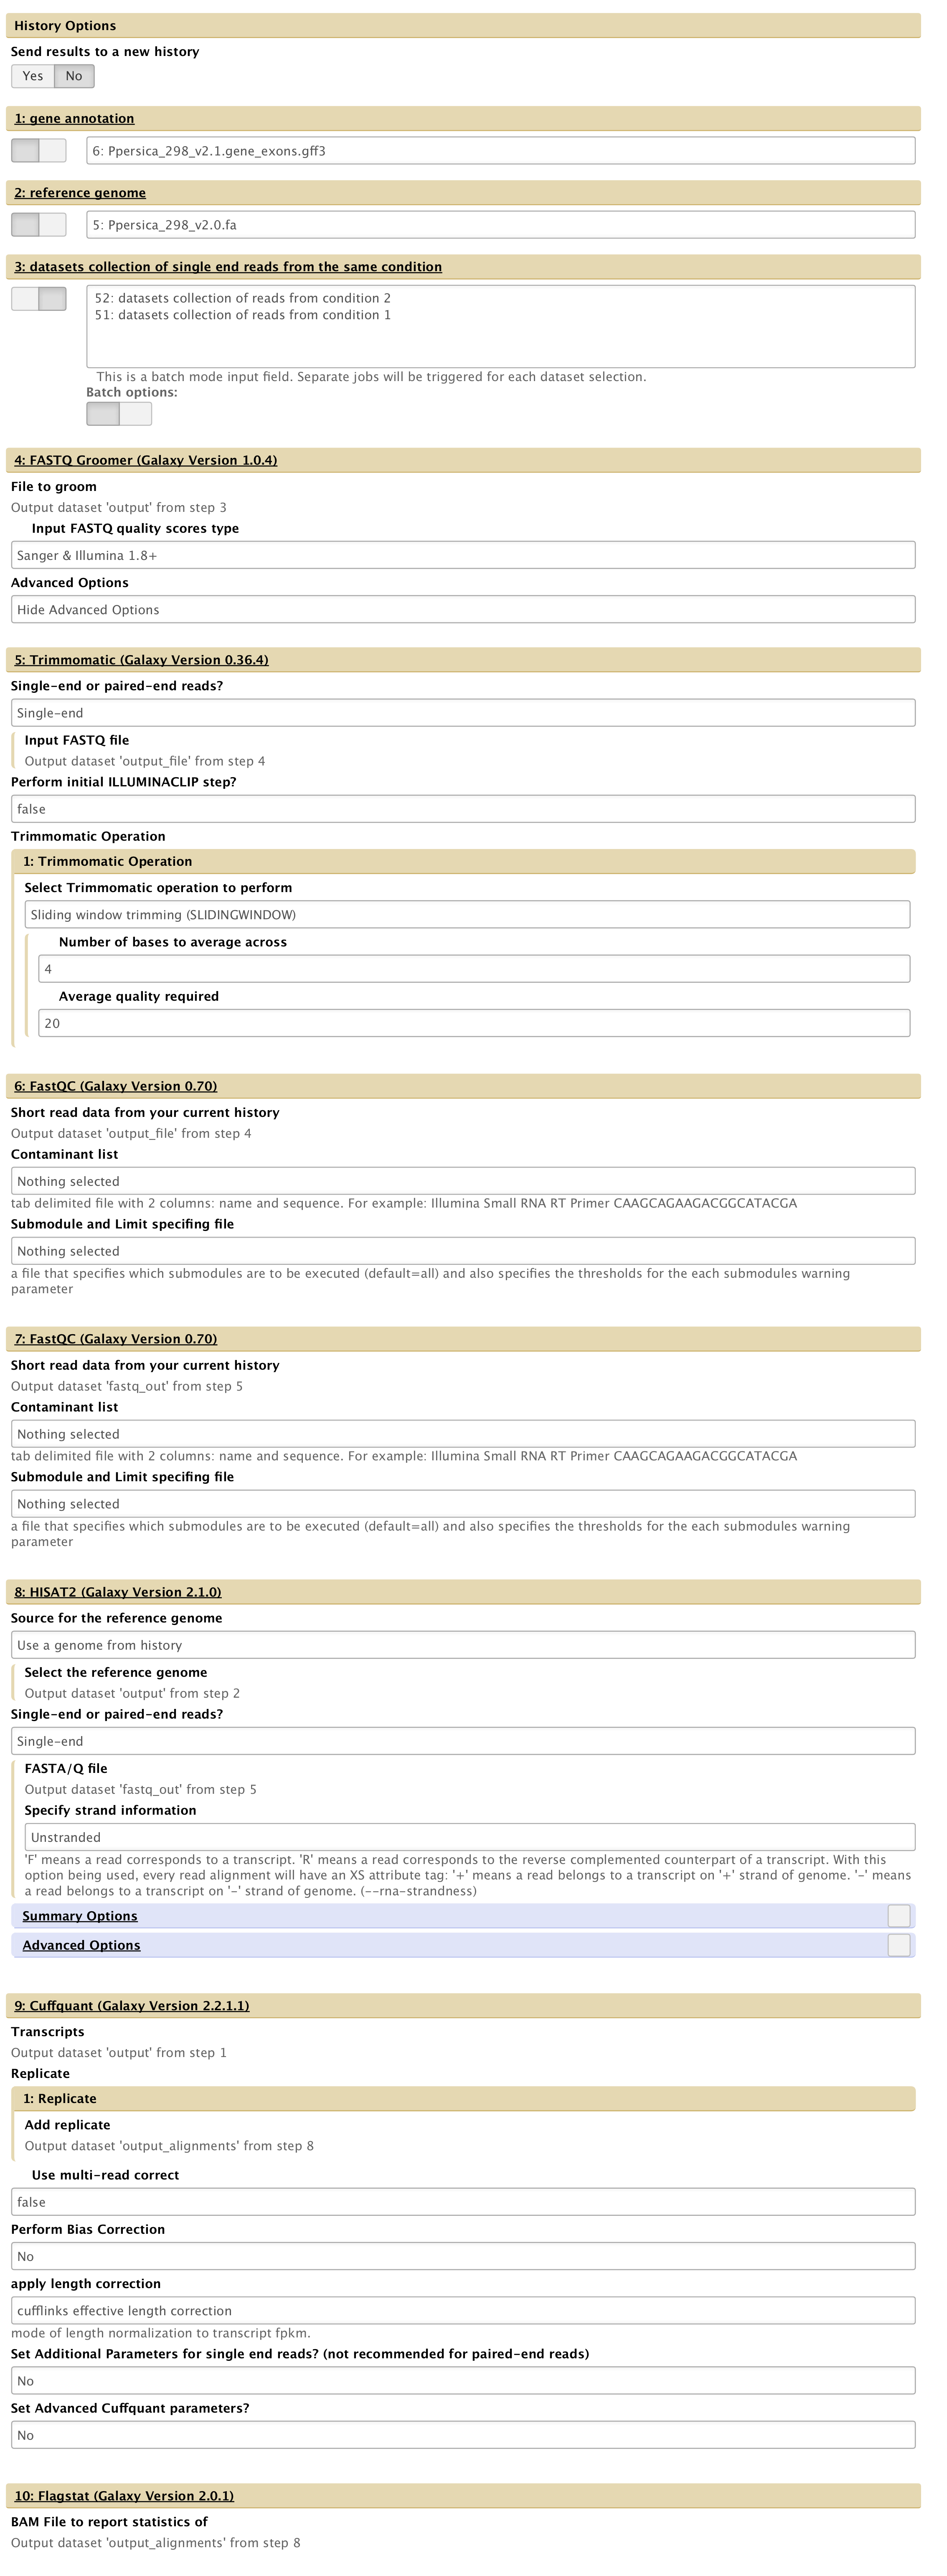 History Options
Send results to a new history
Yes No
1: gene annotation
6: Ppersica_298_v2.1.gene_exons.gff3
2: reference genome
5: Ppersica_298_v2.0.fa
3: datasets collection of single end reads from the same condition
52: datasets collection of reads from condition 2
51: datasets collection of reads from condition 1
This is a batch mode input field. Separate jobs will be triggered for each dataset selection.
Batch options:
4: FASTQ Groomer (Galaxy Version 1.0.4)
File to groom
Output dataset 'output' from step 3
Input FASTQ quality scores type
Sanger & Illumina 1.8+
Advanced Options
Hide Advanced Options
5: Trimmomatic (Galaxy Version 0.36.4)
Single-end or paired-end reads?
Single-end
Input FASTQ file
Output dataset 'output_file' from step 4
Perform initial ILLUMINACLIP step?
false
Trimmomatic Operation
1: Trimmomatic Operation
Select Trimmomatic operation to perform
Sliding window trimming (SLIDINGWINDOW)
Number of bases to average across
4
Average quality required
20
6: FastQC (Galaxy Version 0.70)
Short read data from your current history
Output dataset 'output_file' from step 4
Contaminant list
Nothing selected
tab delimited file with 2 columns: name and sequence. For example: Illumina Small RNA RT Primer CAAGCAGAAGACGGCATACGA
Submodule and Limit specifing file
Nothing selected
a file that specifies which submodules are to be executed (default=all) and also specifies the thresholds for the each submodules warning
parameter
7: FastQC (Galaxy Version 0.70)
Short read data from your current history
Output dataset 'fastq_out' from step 5
Contaminant list
Nothing selected
tab delimited file with 2 columns: name and sequence. For example: Illumina Small RNA RT Primer CAAGCAGAAGACGGCATACGA
Submodule and Limit specifing file
Nothing selected
a file that specifies which submodules are to be executed (default=all) and also specifies the thresholds for the each submodules warning
parameter
8: HISAT2 (Galaxy Version 2.1.0)
Source for the reference genome
Use a genome from history
Select the reference genome
Output dataset 'output' from step 2
Single-end or paired-end reads?
Single-end
FASTA/Q file
Output dataset 'fastq_out' from step 5
Specify strand information
Unstranded
'F' means a read corresponds to a transcript. 'R' means a read corresponds to the reverse complemented counterpart of a transcript. With this
option being used, every read alignment will have an XS attribute tag: '+' means a read belongs to a transcript on '+' strand of genome. '-' means
a read belongs to a transcript on '-' strand of genome. (--rna-strandness)
Summary Options
Advanced Options
9: Cuffquant (Galaxy Version 2.2.1.1)
Transcripts
Output dataset 'output' from step 1
Replicate
1: Replicate
Add replicate
Output dataset 'output_alignments' from step 8
Use multi-read correct
false
Perform Bias Correction
No
apply length correction
cufflinks effective length correction
mode of length normalization to transcript fpkm.
Set Additional Parameters for single end reads? (not recommended for paired-end reads)
No
Set Advanced Cuffquant parameters?
No
10: Flagstat (Galaxy Version 2.0.1)
BAM File to report statistics of
Output dataset 'output_alignments' from step 8